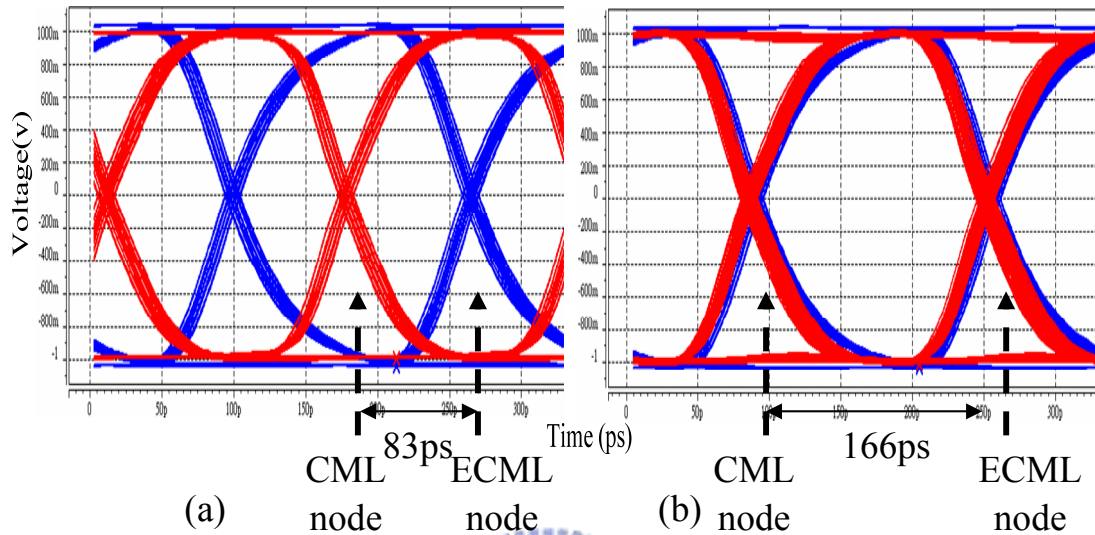 Voltage(v)
1000m
800m
600m
400m
200m
0
-200m
-400m
-600m
-800m
-1
0
50p
100p
150p
200p
250p
300p
1000m
800m
600m
400m
200m
0
-200m
-400m
-600m
-800m
-1
0
50p
100p
150p
200p
250p
300p
83ps
Time (ps)
166ps
CML
node
ECML
node
CML
node
ECML
node
(a)
(b)